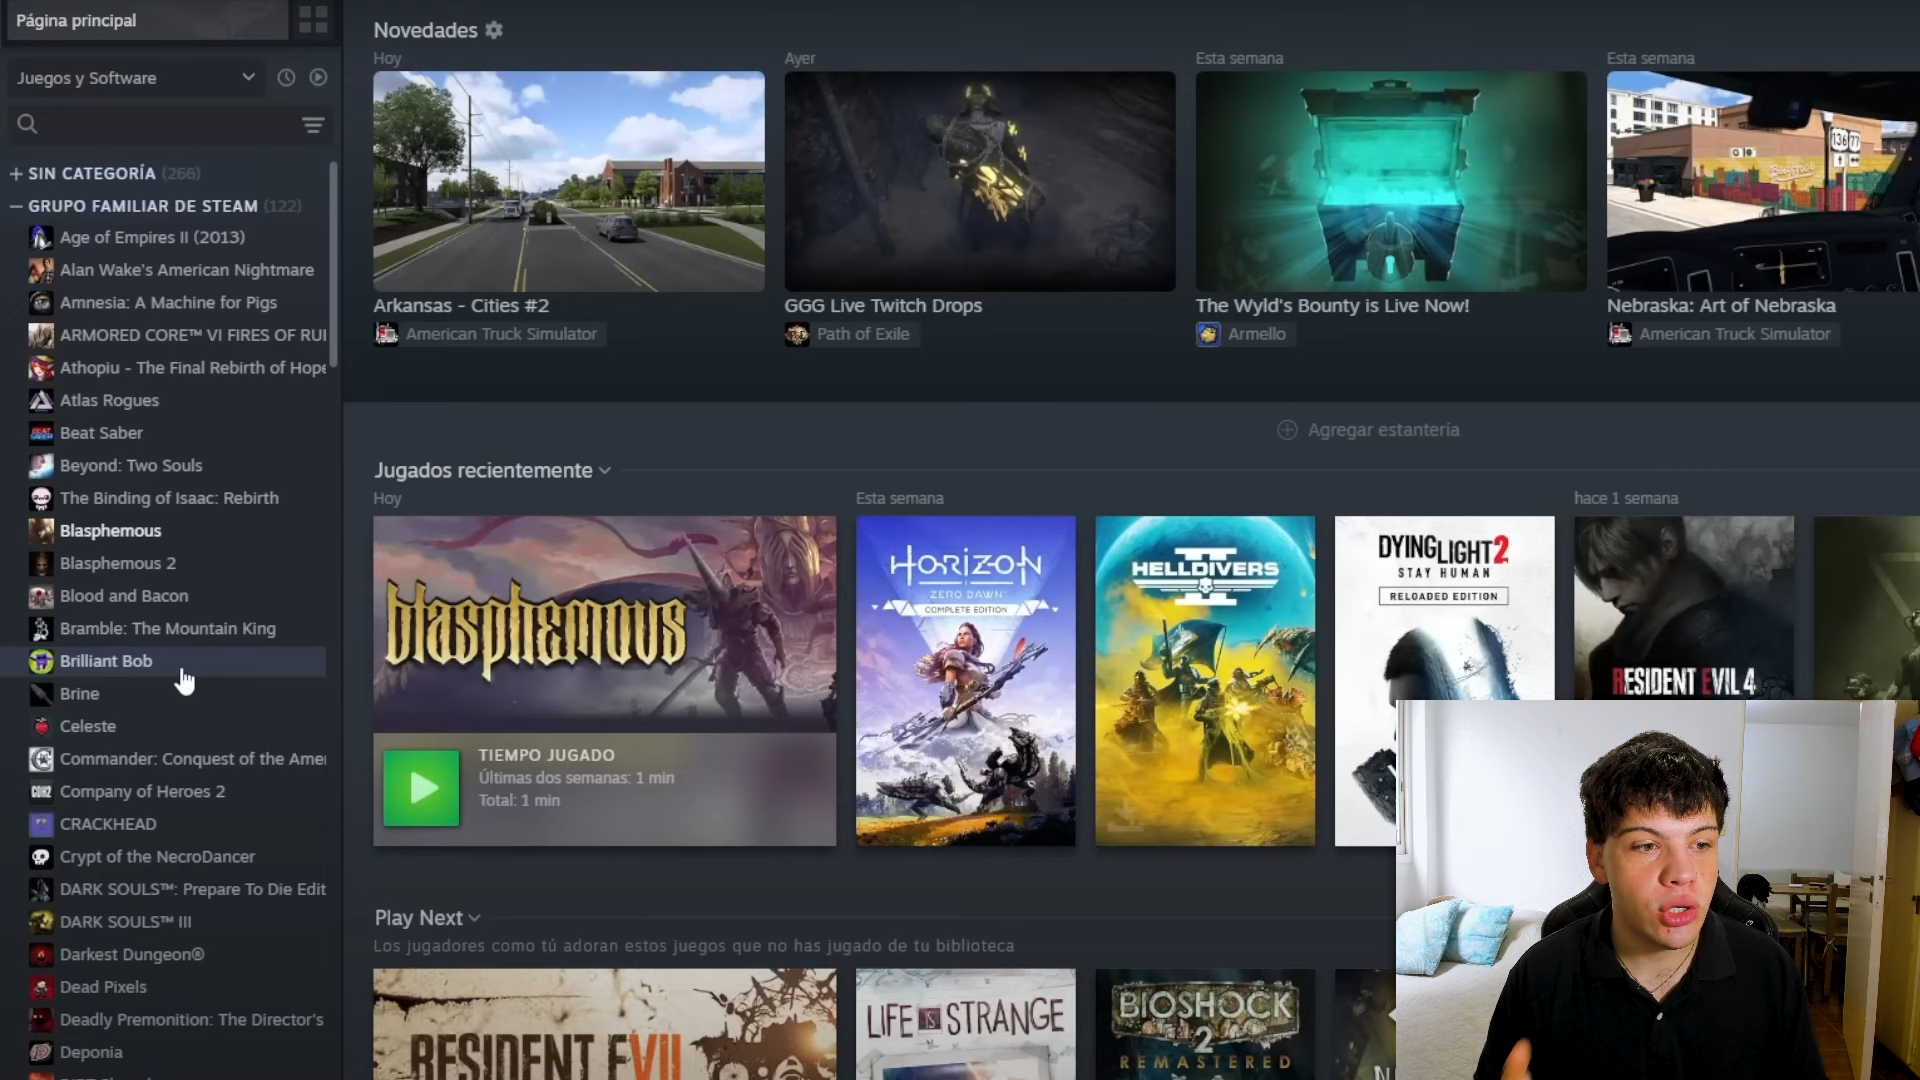 Página principal
Juegos y Software
+ SIN CATEGORÍA (266)
— GRUPO FAMILIAR DE STEAM (122)
Age of Empires II (2013)
Alan Wake's American Nightmare
Amnesia: A Machine for Pigs
ARMORED CORE™ VI FIRES OF RUI
Athopiu - The Final Rebirth of Hope
Atlas Rogues
Beat Saber
Beyond: Two Souls
The Binding of Isaac: Rebirth
Blasphemous
Blasphemous 2
Blood and Bacon
Bramble: The Mountain King
Brilliant Bob
Brine
Celeste
Commander: Conquest of the Amer
Company of Heroes 2
CRACKHEAD
Crypt of the NecroDancer
DARK SOULS™: Prepare To Die Edit
DARK SOULS™ III
Darkest Dungeon®
Dead Pixels
Deadly Premonition: The Director's
Deponia
Novedades
Hoy
Ayer
Esta semana
Esta semana
136 77
Arkansas - Cities #2
GGG Live Twitch Drops
The Wyld's Bounty is Live Now!
Nebraska: Art of Nebraska
American Truck Simulator
Path of Exile
Armello
American Truck Simulator
Agregar estantería
Jugados recientemente
Hoy
Esta semana
hace 1 semana
blasphemous
HORIZON
ZERO DAWN
COMPLETE EDITION
HELLDIVERS
II
DYING LIGHT 2
STAY HUMAN
RELOADED EDITION
RESIDENT EVIL 4
TIEMPO JUGADO
Últimas dos semanas: 1 min
Total: 1 min
Play Next
Los jugadores como tú adoran estos juegos que no has jugado de tu biblioteca
RESIDENT EVII
LIFE IS STRANGE
BIOSHOCK
2
REMASTERED